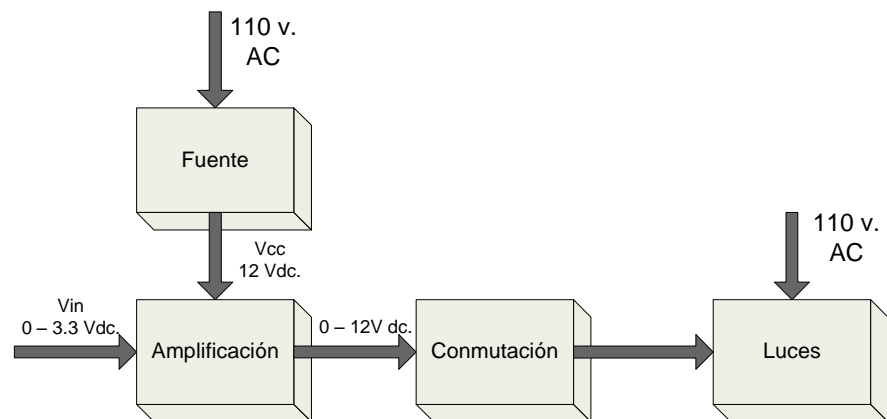 110 v.
AC
Fuente
Vcc
12 Vdc.
110 v.
AC
Vin
0 – 3.3 Vdc.
Amplificación
0 – 12V dc.
Conmutación
Luces